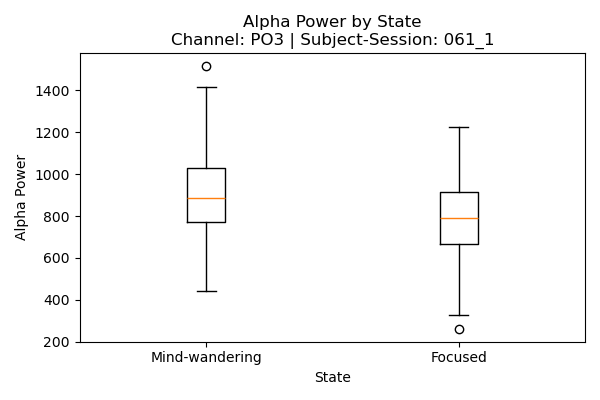 Alpha Power by State
Channel: PO3 | Subject-Session: 061_1
Alpha Power
1400
1200
1000
800
600
400
200
Mind-wandering
Focused
State